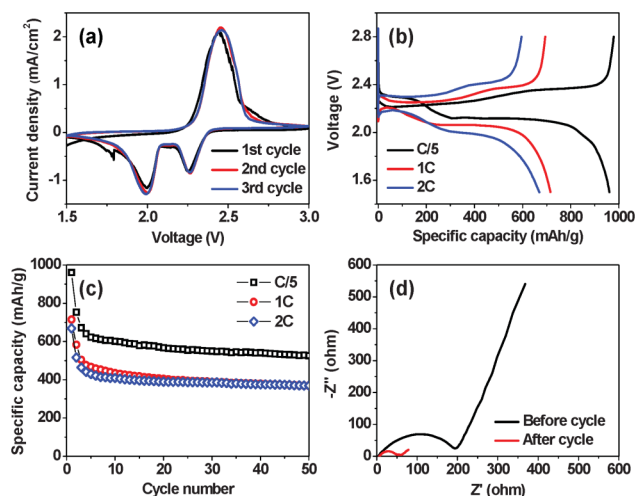 (a)
Current density (mA/cm²)
2
1
0
-1
1st cycle
2nd cycle
3rd cycle
1.5 2.0 2.5 3.0
Voltage (V)
(b)
Voltage (V)
2.8
2.4
2.0
1.6
C/5
1C
2C
0 200 400 600 800 1000
Specific capacity (mAh/g)
(c)
Specific capacity (mAh/g)
1000
800
600
400
200
0
C/5
1C
2C
0 10 20 30 40 50
Cycle number
(d)
-Z'' (ohm)
600
500
400
300
200
100
0
Before cycle
After cycle
0 100 200 300 400 500 600
Z' (ohm)